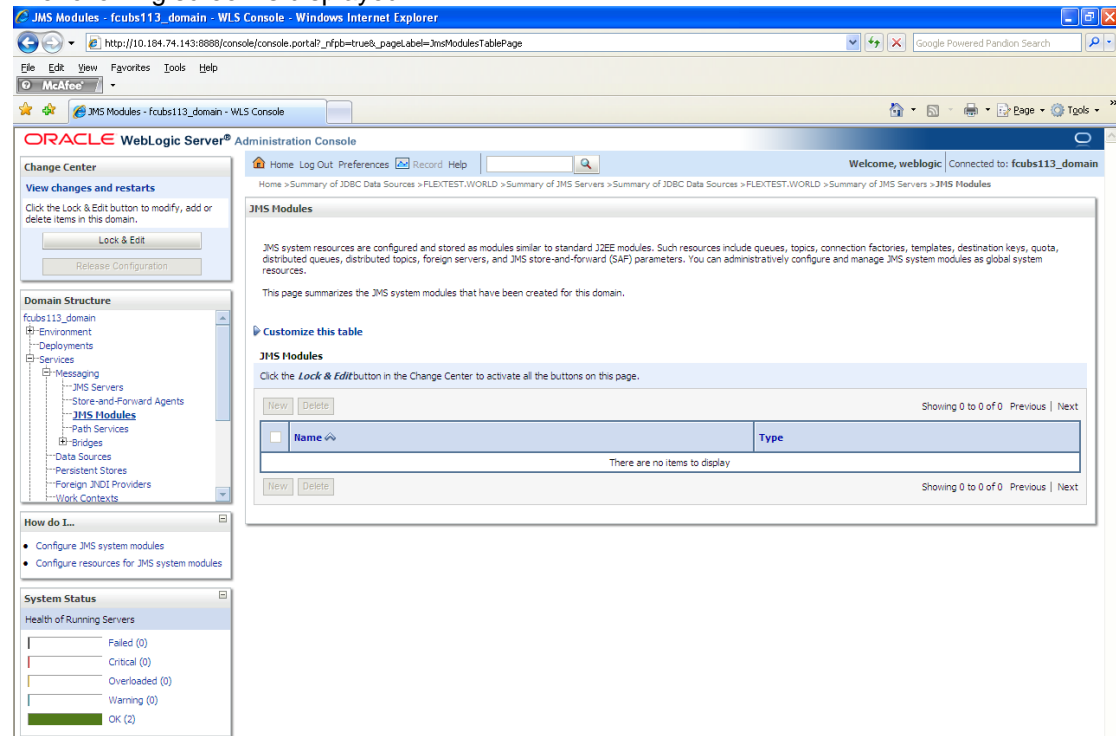 JMS Modules - fcubs113_domain - WLS Console - Windows Internet Explorer
http://10.184.74.143:8888/console/console.portal?_nfpb=true&_pageLabel=JmsModulesTablePage
Google Powered Pandion Search
File Edit View Favorites Tools Help
McAfee
JMS Modules - fcubs113_domain - WLS Console
Page Tools
ORACLE WebLogic Server® Administration Console
Change Center
View changes and restarts
Click the Lock & Edit button to modify, add or
delete items in this domain.
Lock & Edit
Release Configuration
Domain Structure
fcubs113_domain
Environment
Deployments
Services
Messaging
JMS Servers
Store-and-Forward Agents
JMS Modules
Path Services
Bridges
Data Sources
Persistent Stores
Foreign JNDI Providers
Work Contexts
How do I...
Configure JMS system modules
Configure resources for JMS system modules
System Status
Health of Running Servers
Failed (0)
Critical (0)
Overloaded (0)
Warning (0)
OK (2)
Home Log Out Preferences Record Help
Welcome, weblogic Connected to: fcubs113_domain
Home >Summary of JDBC Data Sources >FLEXTEST.WORLD >Summary of JMS Servers >Summary of JDBC Data Sources >FLEXTEST.WORLD >Summary of JMS Servers >JMS Modules
JMS Modules
JMS system resources are configured and stored as modules similar to standard J2EE modules. Such resources include queues, topics, connection factories, templates, destination keys, quota,
distributed queues, distributed topics, foreign servers, and JMS store-and-forward (SAF) parameters. You can administratively configure and manage JMS system modules as global system
resources.
This page summarizes the JMS system modules that have been created for this domain.
Customize this table
JMS Modules
Click the Lock & Edit button in the Change Center to activate all the buttons on this page.
New Delete
Showing 0 to 0 of 0 Previous | Next
Name Type
There are no items to display
New Delete
Showing 0 to 0 of 0 Previous | Next